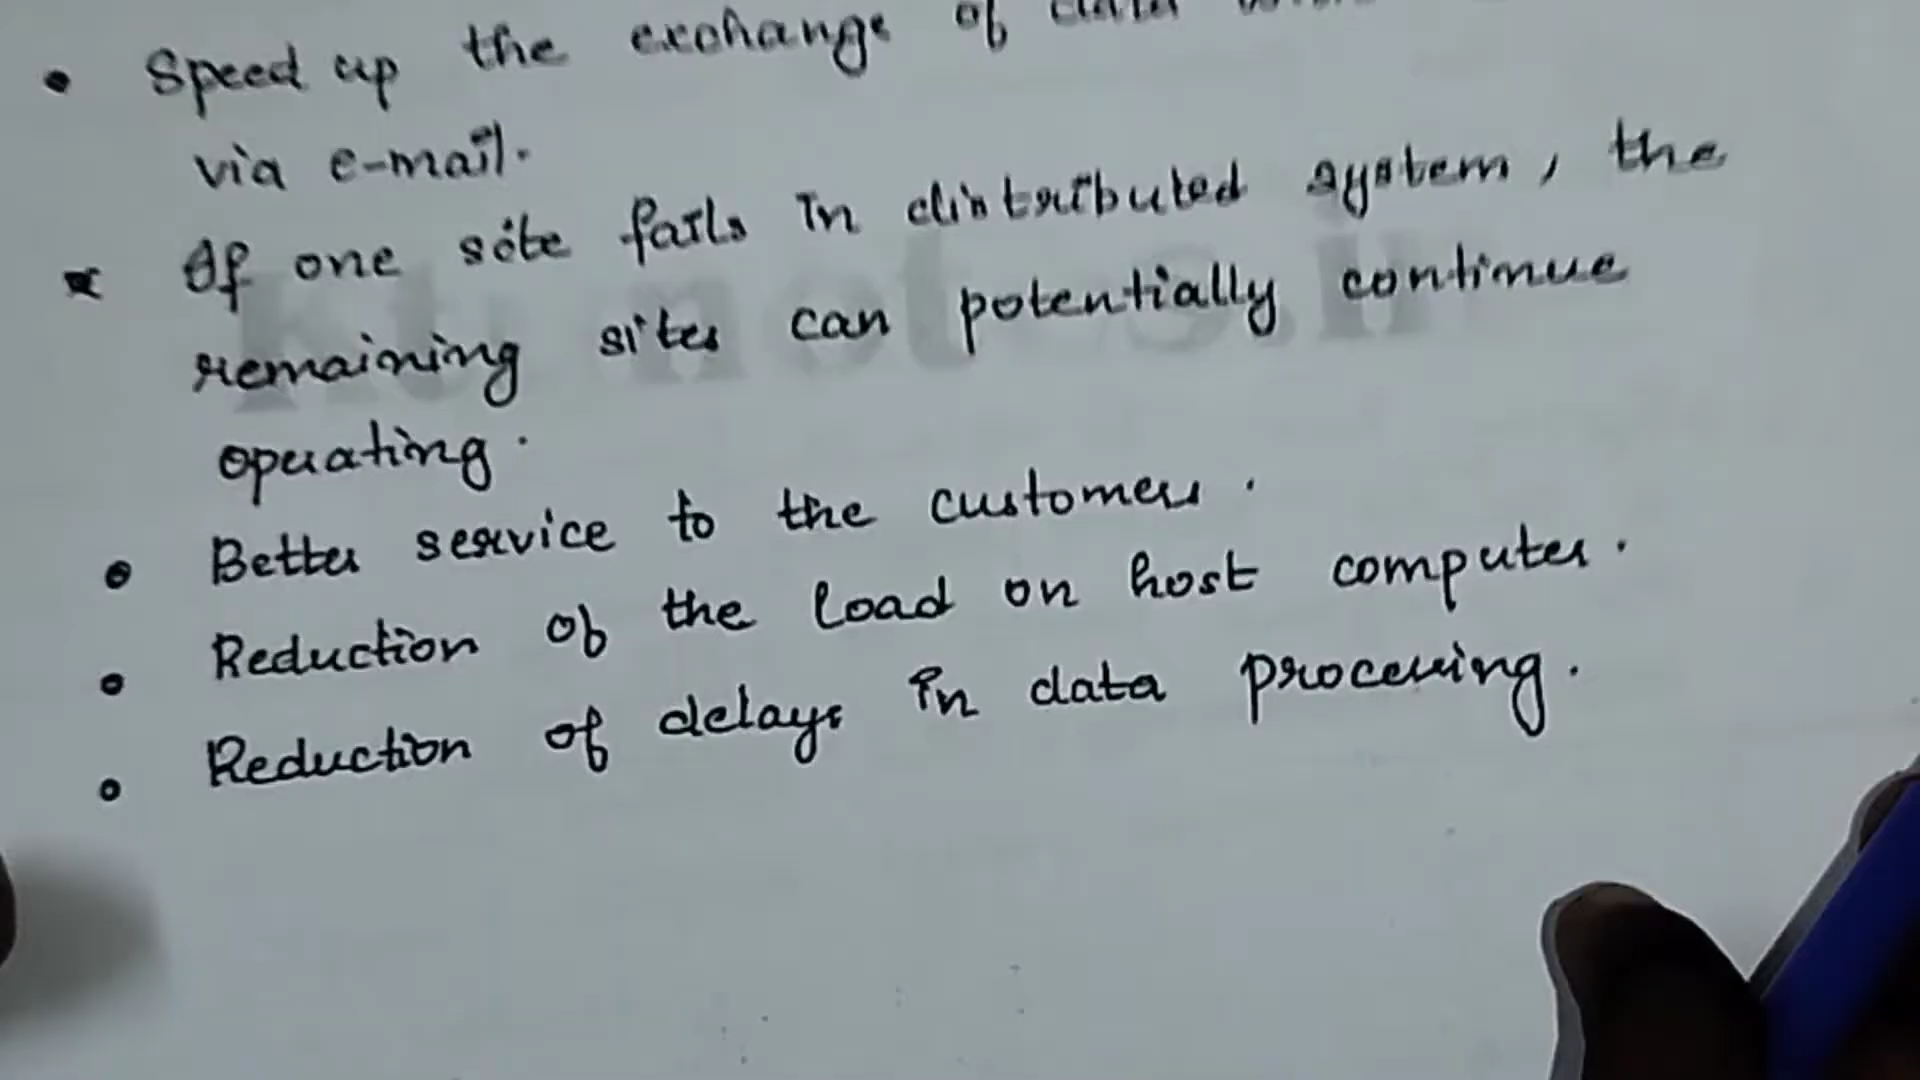 • Speed up the exchange of data
via e-mail.
* If one site fails in distributed system, the
remaining sites can potentially continue
operating.
• Better service to the customers.
• Reduction of the load on host computer.
• Reduction of delays in data processing.